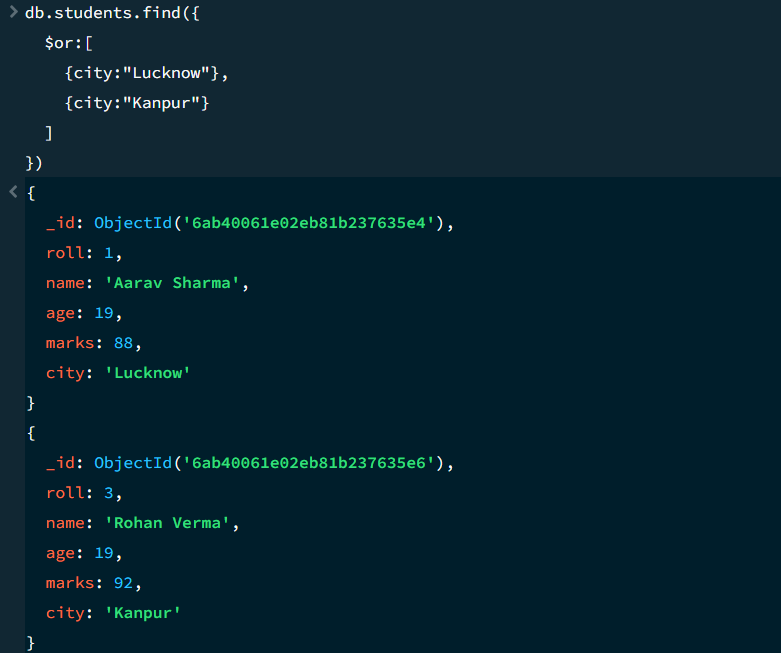 db.students.find({
$or:[
{city:"Lucknow"},
{city:"Kanpur"}
]
})
{
_id: ObjectId('6ab40061e02eb81b237635e4'),
roll: 1,
name: 'Aarav Sharma',
age: 19,
marks: 88,
city: 'Lucknow'
}
{
_id: ObjectId('6ab40061e02eb81b237635e6'),
roll: 3,
name: 'Rohan Verma',
age: 19,
marks: 92,
city: 'Kanpur'
}